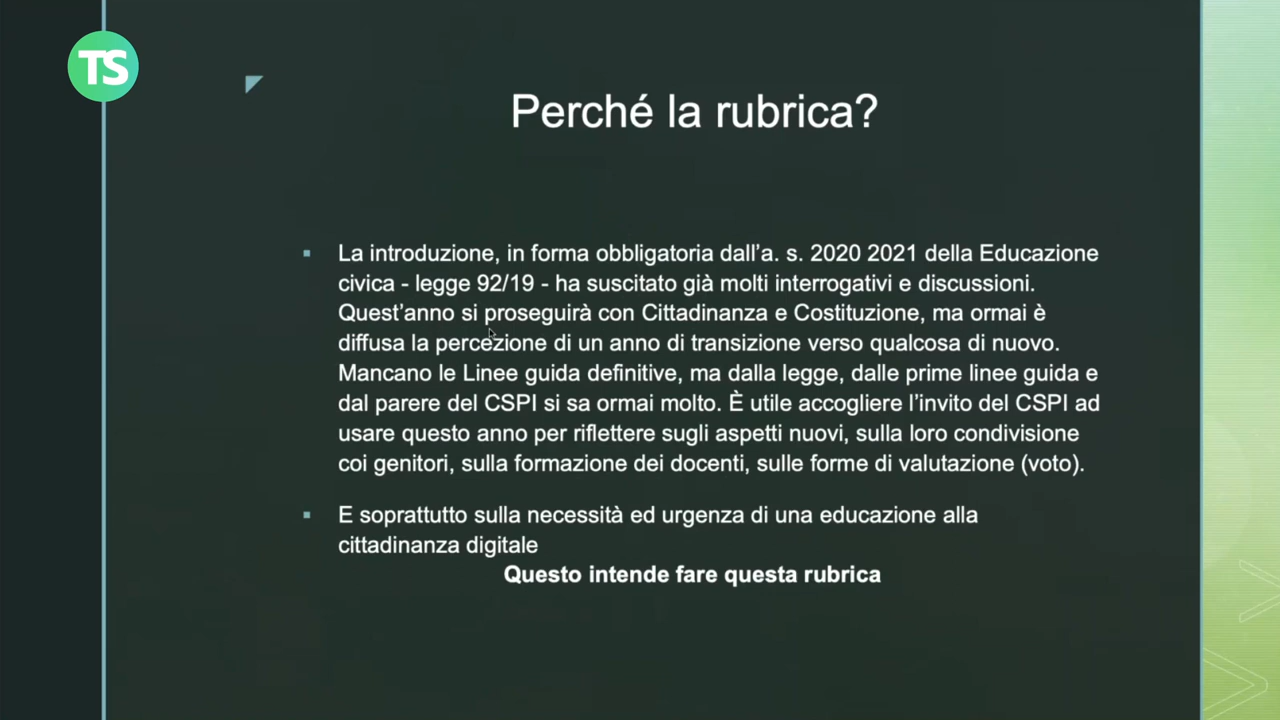 TS
Perché la rubrica?
▪ La introduzione, in forma obbligatoria dall'a. s. 2020 2021 della Educazione
civica - legge 92/19 - ha suscitato già molti interrogativi e discussioni.
Quest'anno si proseguirà con Cittadinanza e Costituzione, ma ormai è
diffusa la percezione di un anno di transizione verso qualcosa di nuovo.
Mancano le Linee guida definitive, ma dalla legge, dalle prime linee guida e
dal parere del CSPI si sa ormai molto. È utile accogliere l'invito del CSPI ad
usare questo anno per riflettere sugli aspetti nuovi, sulla loro condivisione
coi genitori, sulla formazione dei docenti, sulle forme di valutazione (voto).
▪ E soprattutto sulla necessità ed urgenza di una educazione alla
cittadinanza digitale
Questo intende fare questa rubrica